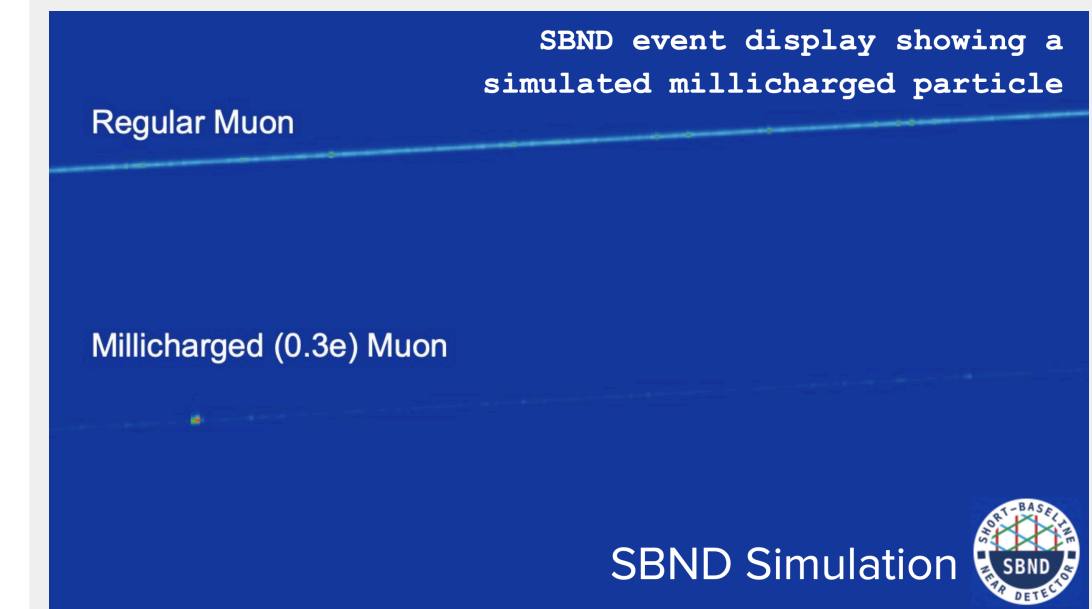 SBND event display showing a
simulated millicharged particle
Regular Muon
Millicharged (0.3e) Muon
SBND Simulation
SHORT-BASELINE
SBND
NEAR DETECTOR